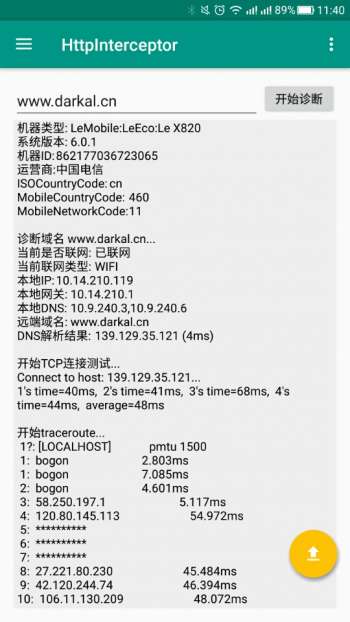 89% 11:40
HttpInterceptor
www.darkal.cn 开始诊断
机器类型: LeMobile:LeEco:Le X820
系统版本: 6.0.1
机器ID: 862177036723065
运营商:中国电信
ISOCountryCode: cn
MobileCountryCode: 460
MobileNetworkCode:11
诊断域名 www.darkal.cn...
当前是否联网: 已联网
当前联网类型: WIFI
本地IP: 10.14.210.119
本地网关: 10.14.210.1
本地DNS: 10.9.240.3,10.9.240.6
远端域名: www.darkal.cn
DNS解析结果: 139.129.35.121 (4ms)
开始TCP连接测试...
Connect to host: 139.129.35.121...
1's time=40ms, 2's time=41ms, 3's time=68ms, 4's
time=44ms, average=48ms
开始traceroute...
1?: [LOCALHOST] pmtu 1500
1: bogon 2.803ms
1: bogon 7.085ms
2: bogon 4.601ms
3: 58.250.197.1 5.117ms
4: 120.80.145.113 54.972ms
5: **********
6: **********
7: **********
8: 27.221.80.230 45.484ms
9: 42.120.244.74 46.394ms
10: 106.11.130.209 48.072ms